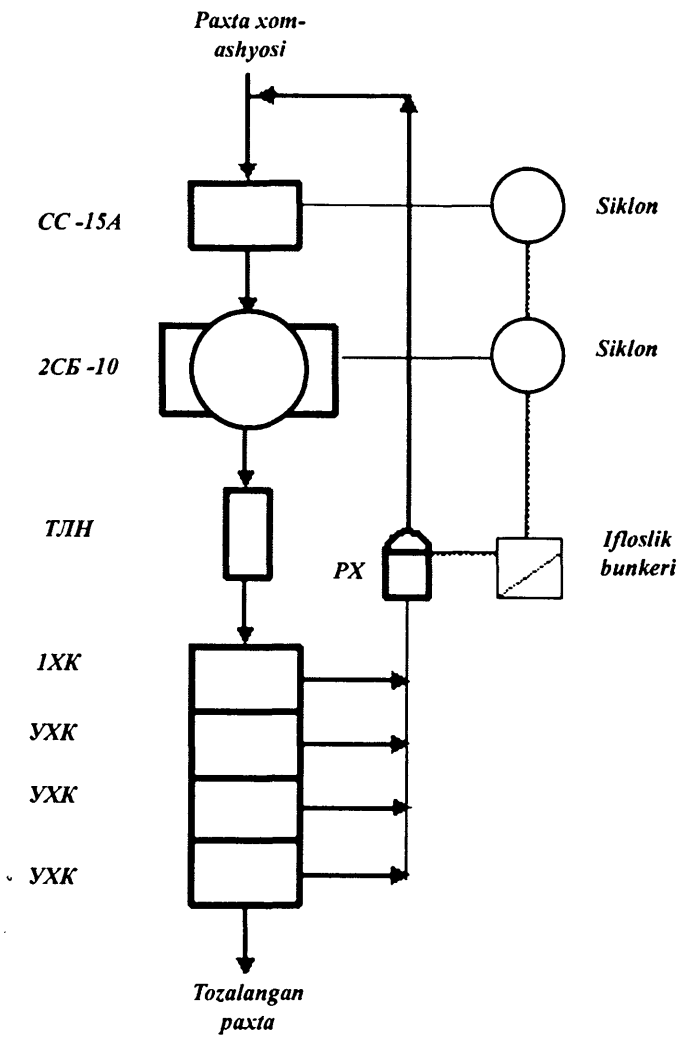 Paxta xom-
ashyosi
СС -15А
Siklon
2СБ -10
Siklon
ТЛН
РХ
Ifloslik
bunkeri
1ХК
УХК
УХК
УХК
Tozalangan
paxta